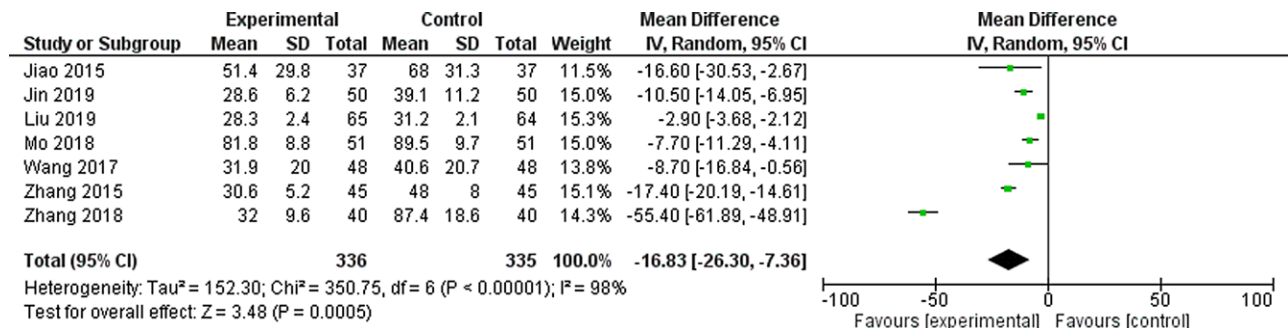 Experimental Control Mean Difference Mean Difference
Study or Subgroup Mean SD Total Mean SD Total Weight IV, Random, 95% CI IV, Random, 95% CI
Jiao 2015 51.4 29.8 37 68 31.3 37 11.5% -16.60 [-30.53, -2.67]
Jin 2019 28.6 6.2 50 39.1 11.2 50 15.0% -10.50 [-14.05, -6.95]
Liu 2019 28.3 2.4 65 31.2 2.1 64 15.3% -2.90 [-3.68, -2.12]
Mo 2018 81.8 8.8 51 89.5 9.7 51 15.0% -7.70 [-11.29, -4.11]
Wang 2017 31.9 20 48 40.6 20.7 48 13.8% -8.70 [-16.84, -0.56]
Zhang 2015 30.6 5.2 45 48 8 45 15.1% -17.40 [-20.19, -14.61]
Zhang 2018 32 9.6 40 87.4 18.6 40 14.3% -55.40 [-61.89, -48.91]
Total (95% CI) 336 335 100.0% -16.83 [-26.30, -7.36]
Heterogeneity: Tau² = 152.30; Chi² = 350.75, df = 6 (P < 0.00001); I² = 98%
Test for overall effect: Z = 3.48 (P = 0.0005)
-100 -50 0 50 100
Favours [experimental] Favours [control]